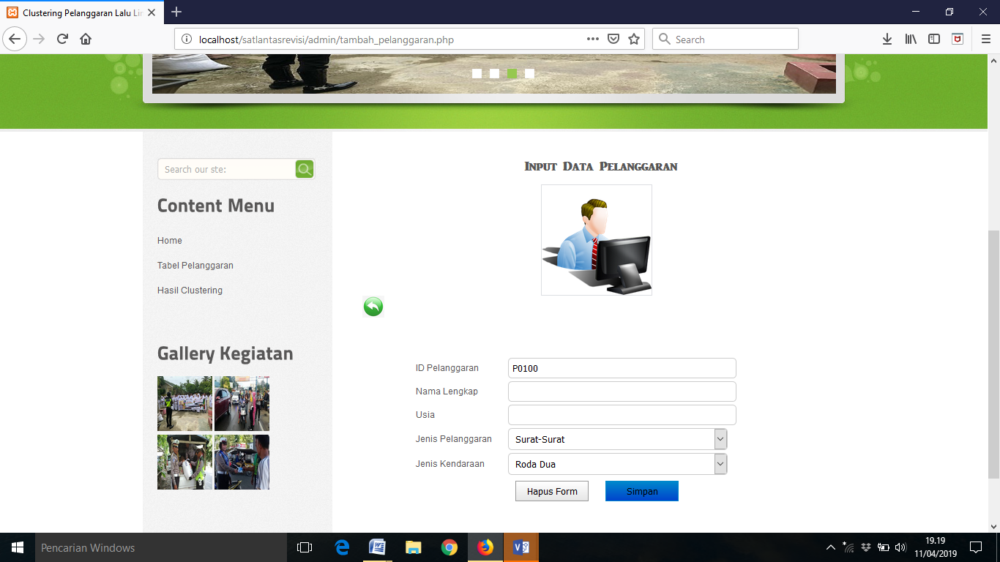 Clustering Pelanggaran Lalu Lin
localhost/satlantasrevisi/admin/tambah_pelanggaran.php
Search
Search our ste:
Content Menu
Home
Tabel Pelanggaran
Hasil Clustering
Gallery Kegiatan
Input Data Pelanggaran
ID Pelanggaran P0100
Nama Lengkap
Usia
Jenis Pelanggaran Surat-Surat
Jenis Kendaraan Roda Dua
Hapus Form Simpan
Pencarian Windows
19.19
11/04/2019